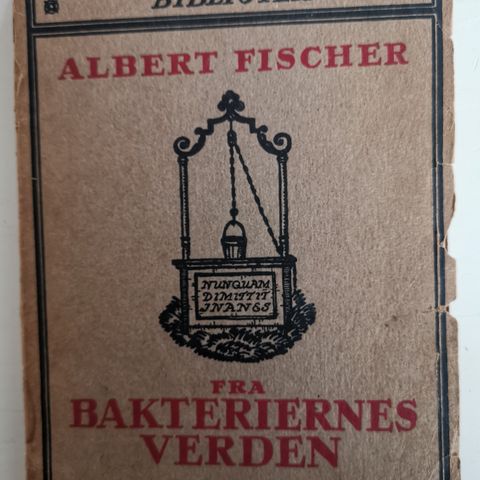 ALBERT FISCHER
NUNQUAM
DIMITTIT
INANES
FRA
BAKTERIERNES
VERDEN